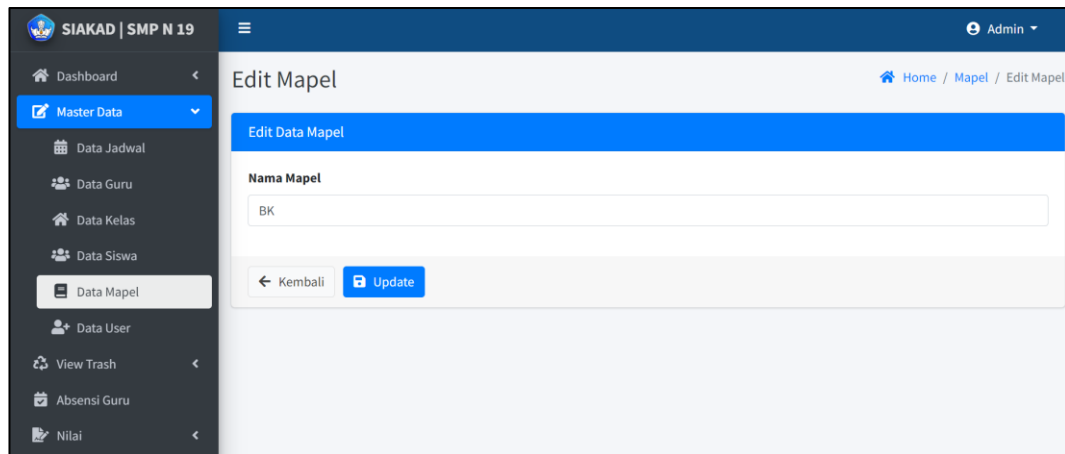 SIAKAD | SMP N 19
Admin
Dashboard
Master Data
Data Jadwal
Data Guru
Data Kelas
Data Siswa
Data Mapel
Data User
View Trash
Absensi Guru
Nilai
Edit Mapel
Home / Mapel / Edit Mapel
Edit Data Mapel
Nama Mapel
BK
Kembali
Update